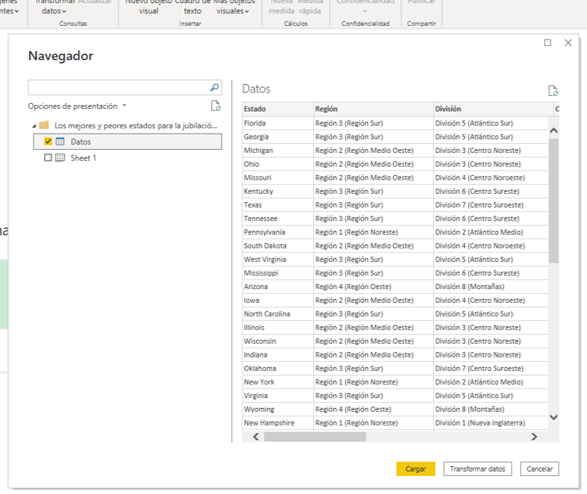 Transformar Actualizar Nuevo objeto Cuadro de Más objetos Nueva Medida Confidencialidad Publicar
datos visual texto visuales medida rápida
Consultas Insertar Cálculos Confidencialidad Compartir
Navegador
Opciones de presentación
Los mejores y peores estados para la jubilació...
Datos
Sheet 1
Datos
Estado Región División
Florida Región 3 (Región Sur) División 5 (Atlántico Sur)
Georgia Región 3 (Región Sur) División 5 (Atlántico Sur)
Michigan Región 2 (Región Medio Oeste) División 3 (Centro Noreste)
Ohio Región 2 (Región Medio Oeste) División 3 (Centro Noreste)
Missouri Región 2 (Región Medio Oeste) División 4 (Centro Noroeste)
Kentucky Región 3 (Región Sur) División 6 (Centro Sureste)
Texas Región 3 (Región Sur) División 7 (Centro Suroeste)
Tennessee Región 3 (Región Sur) División 6 (Centro Sureste)
Pennsylvania Región 1 (Región Noreste) División 2 (Atlántico Medio)
South Dakota Región 2 (Región Medio Oeste) División 4 (Centro Noroeste)
West Virginia Región 3 (Región Sur) División 5 (Atlántico Sur)
Mississippi Región 3 (Región Sur) División 6 (Centro Sureste)
Arizona Región 4 (Región Oeste) División 8 (Montañas)
Iowa Región 2 (Región Medio Oeste) División 4 (Centro Noroeste)
North Carolina Región 3 (Región Sur) División 5 (Atlántico Sur)
Illinois Región 2 (Región Medio Oeste) División 3 (Centro Noreste)
Wisconsin Región 2 (Región Medio Oeste) División 3 (Centro Noreste)
Indiana Región 2 (Región Medio Oeste) División 3 (Centro Noreste)
Oklahoma Región 3 (Región Sur) División 7 (Centro Suroeste)
New York Región 1 (Región Noreste) División 2 (Atlántico Medio)
Virginia Región 3 (Región Sur) División 5 (Atlántico Sur)
Wyoming Región 4 (Región Oeste) División 8 (Montañas)
New Hampshire Región 1 (Región Noreste) División 1 (Nueva Inglaterra)
Cargar Transformar datos Cancelar